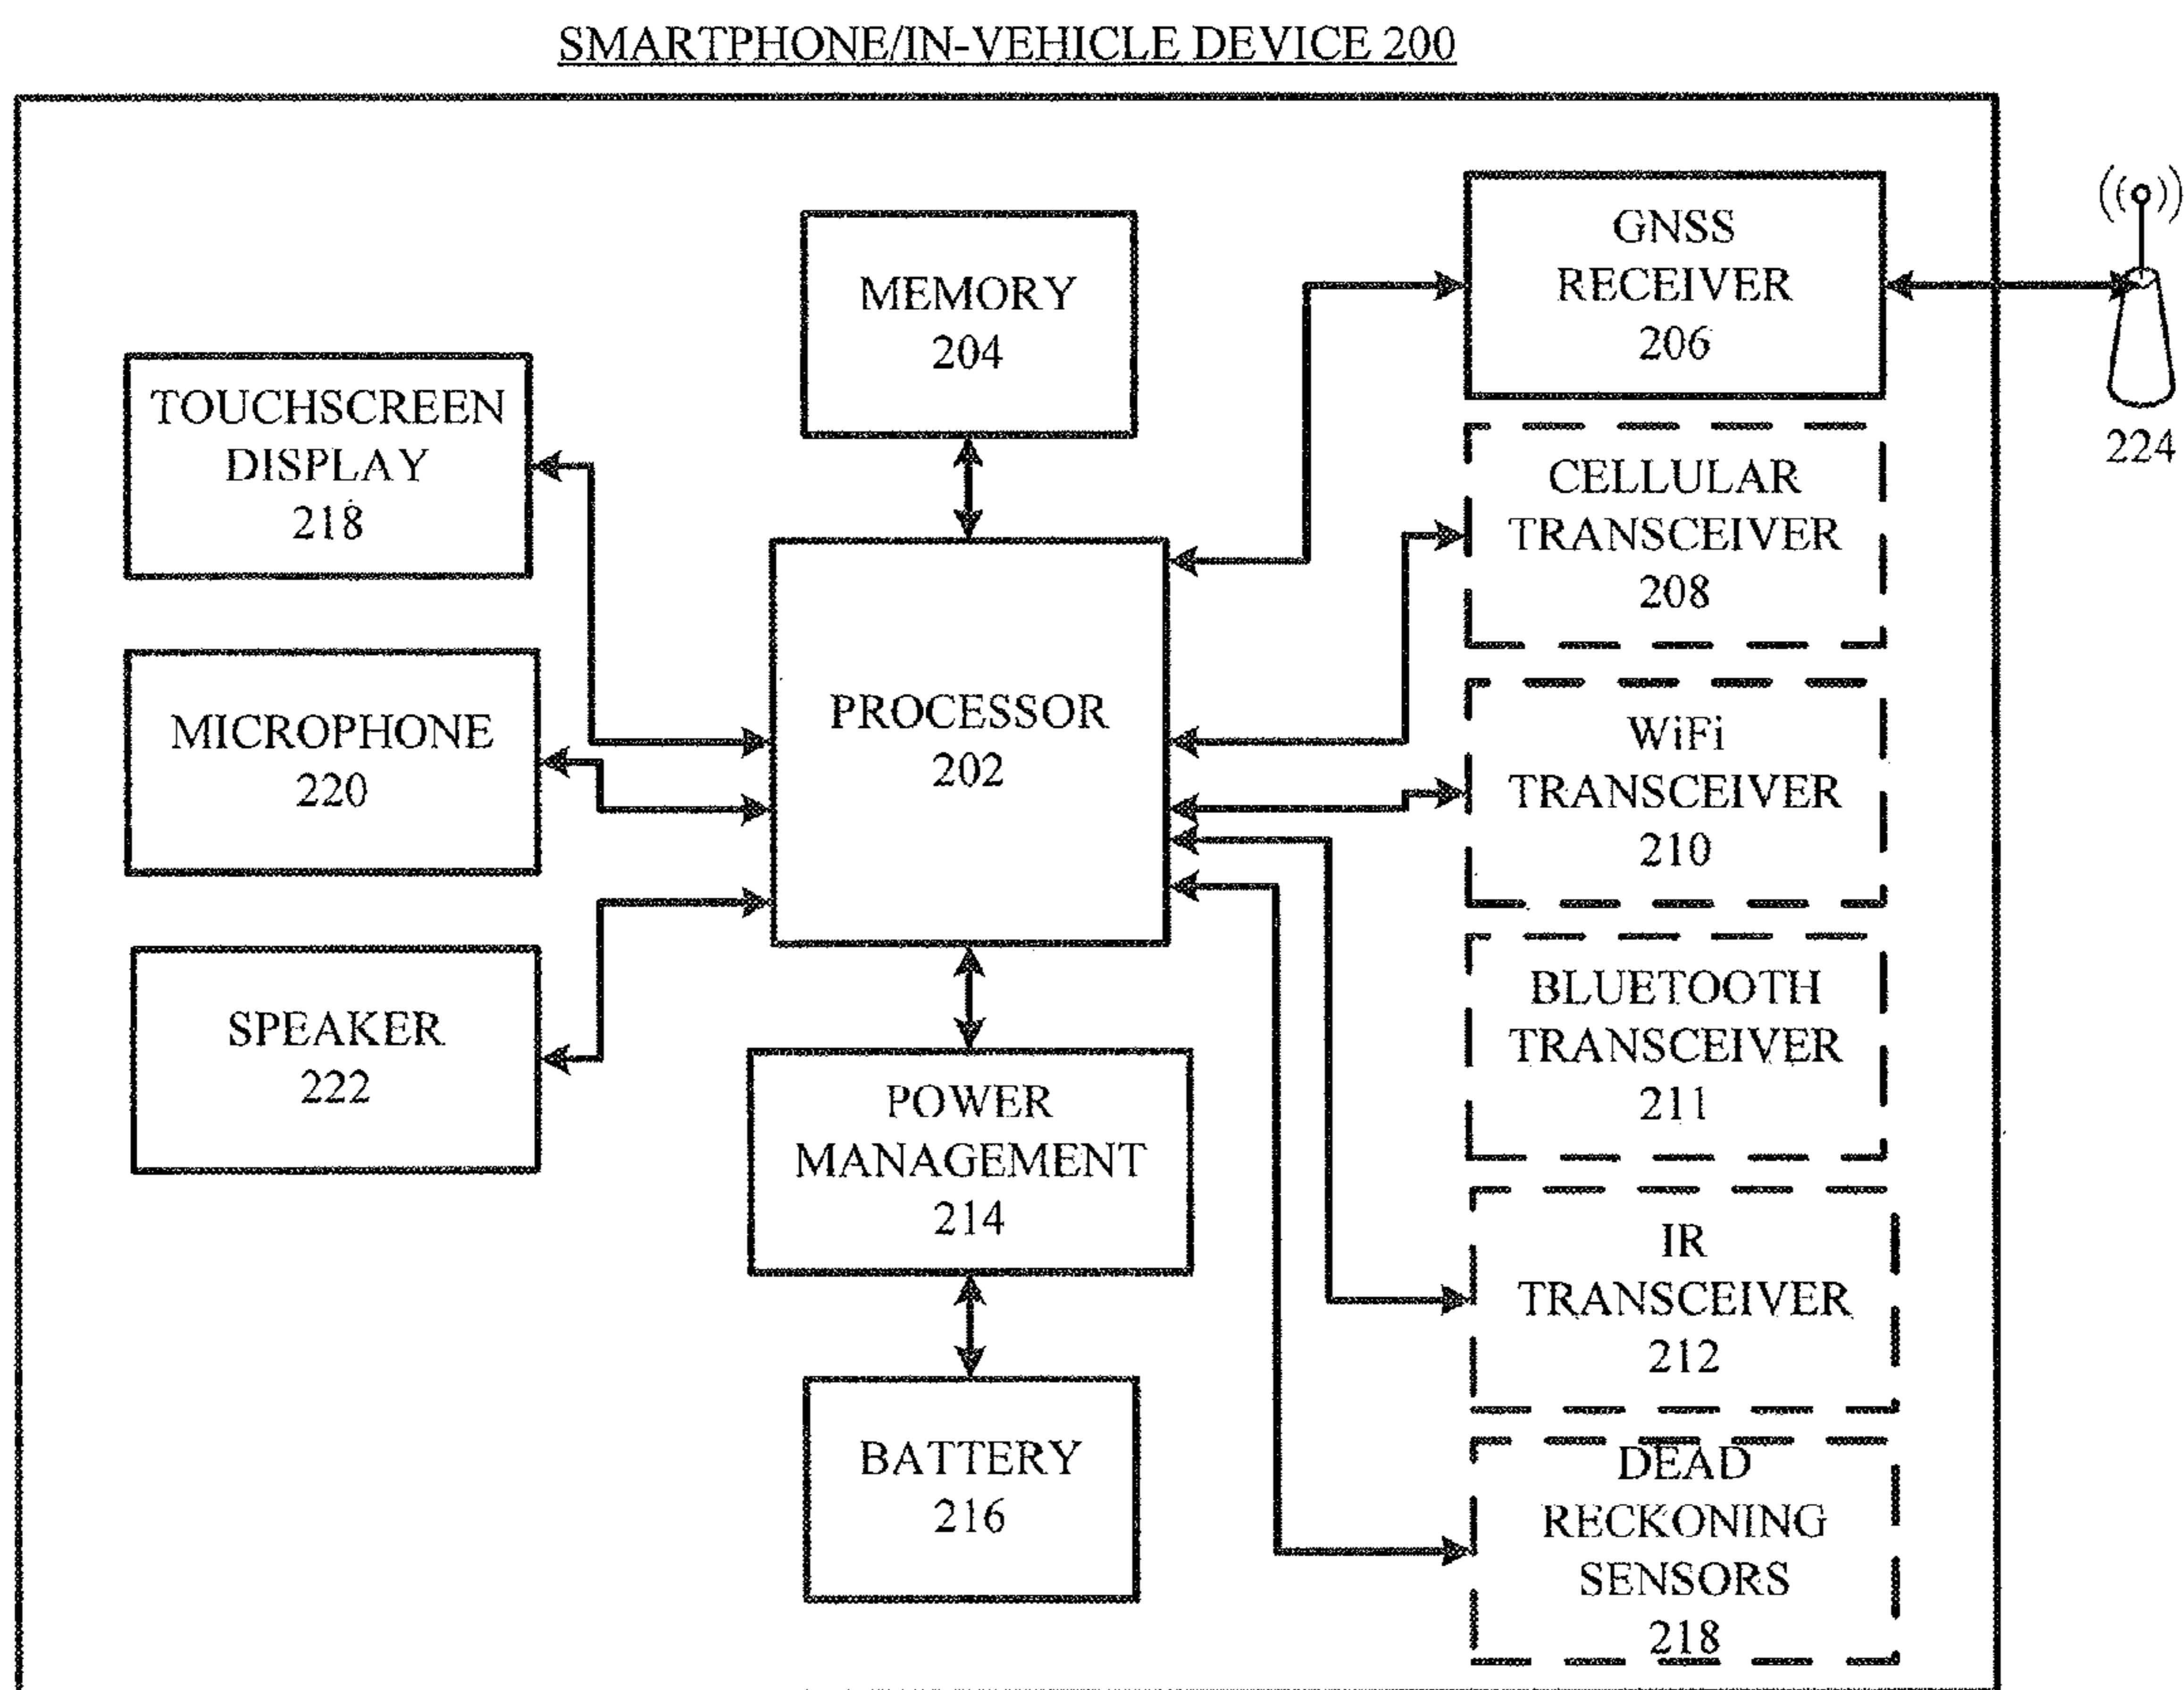 SMARTPHONE/IN-VEHICLE DEVICE 200
MEMORY
204
TOUCHSCREEN
DISPLAY
218
MICROPHONE
220
SPEAKER
222
PROCESSOR
202
POWER
MANAGEMENT
214
BATTERY
216
GNSS
RECEIVER
206
224
CELLULAR
TRANSCEIVER
208
WiFi
TRANSCEIVER
210
BLUETOOTH
TRANSCEIVER
211
IR
TRANSCEIVER
212
DEAD
RECKONING
SENSORS
218